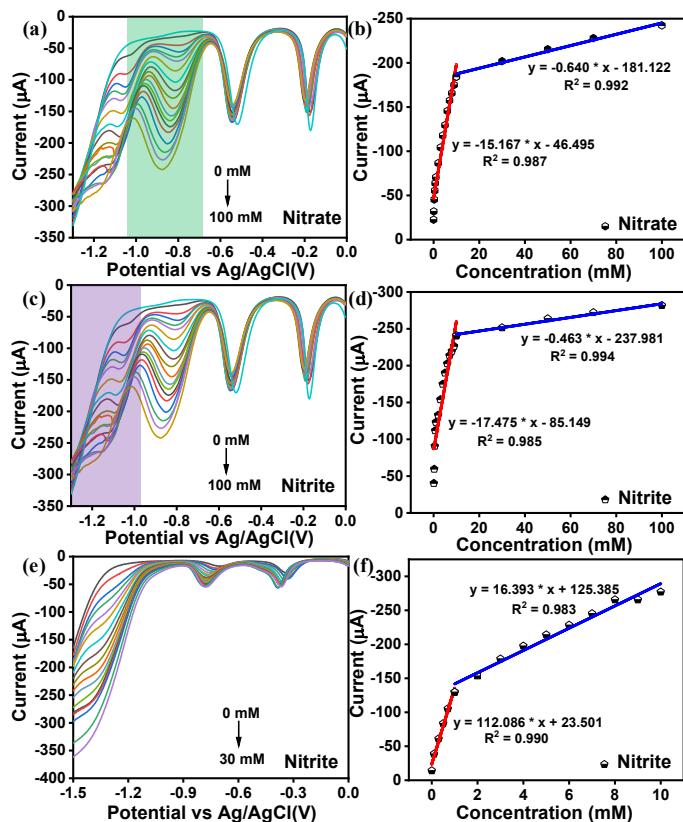 (a)
0
-50
-100
-150
-200
-250
-300
-350
Current (µA)
0 mM
100 mM
Nitrate
-1.2 -1.0 -0.8 -0.6 -0.4 -0.2 0.0
Potential vs Ag/AgCl(V)
(b)
-250
-200
-150
-100
-50
0
Current (µA)
y = -0.640 * x - 181.122
R² = 0.992
y = -15.167 * x - 46.495
R² = 0.987
Nitrate
0 20 40 60 80 100
Concentration (mM)
(c)
0
-50
-100
-150
-200
-250
-300
-350
Current (µA)
0 mM
100 mM
Nitrite
-1.2 -1.0 -0.8 -0.6 -0.4 -0.2 0.0
Potential vs Ag/AgCl(V)
(d)
-300
-250
-200
-150
-100
-50
0
Current (µA)
y = -0.463 * x - 237.981
R² = 0.994
y = -17.475 * x - 85.149
R² = 0.985
Nitrite
0 20 40 60 80 100
Concentration (mM)
(e)
0
-50
-100
-150
-200
-250
-300
-350
-400
Current (µA)
0 mM
30 mM
Nitrite
-1.5 -1.2 -0.9 -0.6 -0.3 0.0
Potential vs Ag/AgCl(V)
(f)
-300
-250
-200
-150
-100
-50
0
Current (µA)
y = 16.393 * x + 125.385
R² = 0.983
y = 112.086 * x + 23.501
R² = 0.990
Nitrite
0 2 4 6 8 10
Concentration (mM)